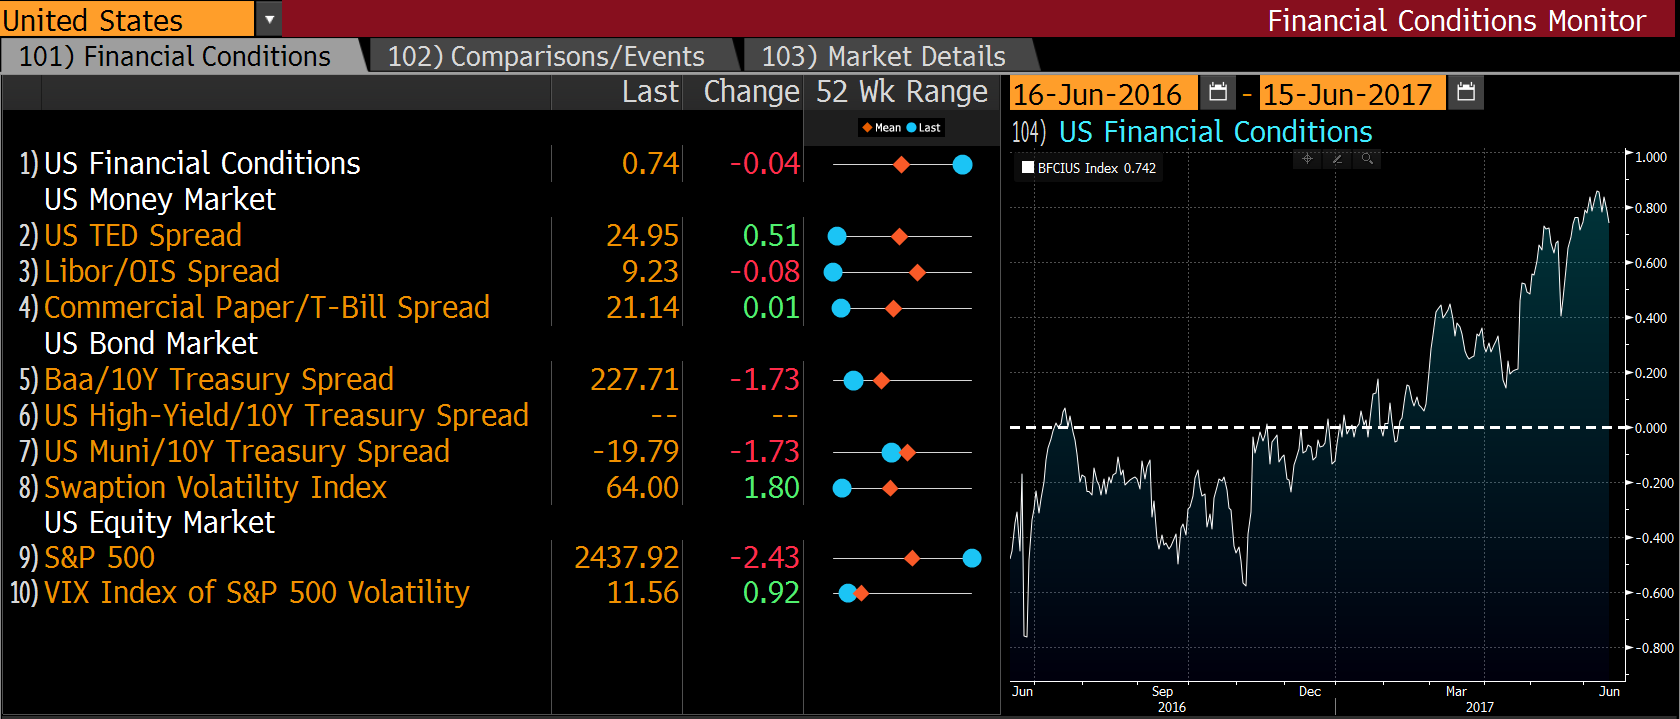 United States
Financial Conditions Monitor
101) Financial Conditions
102) Comparisons/Events
103) Market Details
Last Change 52 Wk Range
Mean Last
1) US Financial Conditions 0.74 -0.04
US Money Market
2) US TED Spread 24.95 0.51
3) Libor/OIS Spread 9.23 -0.08
4) Commercial Paper/T-Bill Spread 21.14 0.01
US Bond Market
5) Baa/10Y Treasury Spread 227.71 -1.73
6) US High-Yield/10Y Treasury Spread -- --
7) US Muni/10Y Treasury Spread -19.79 -1.73
8) Swaption Volatility Index 64.00 1.80
US Equity Market
9) S&P 500 2437.92 -2.43
10) VIX Index of S&P 500 Volatility 11.56 0.92
16-Jun-2016 - 15-Jun-2017
104) US Financial Conditions
BFCIUS Index 0.742
1.000
0.800
0.600
0.400
0.200
0.000
-0.200
-0.400
-0.600
-0.800
Jun Sep Dec Mar Jun
2016 2017